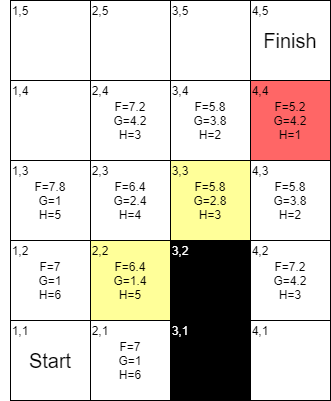 1,5 2,5 3,5 4,5
Finish
1,4 2,4 3,4 4,4
F=7.2 F=5.8 F=5.2
G=4.2 G=3.8 G=4.2
H=3 H=2 H=1
1,3 2,3 3,3 4,3
F=7.8 F=6.4 F=5.8 F=5.8
G=1 G=2.4 G=2.8 G=3.8
H=5 H=4 H=3 H=2
1,2 2,2 3,2 4,2
F=7 F=6.4 F=7.2
G=1 G=1.4 G=4.2
H=6 H=5 H=3
1,1 2,1 3,1 4,1
Start F=7
G=1
H=6